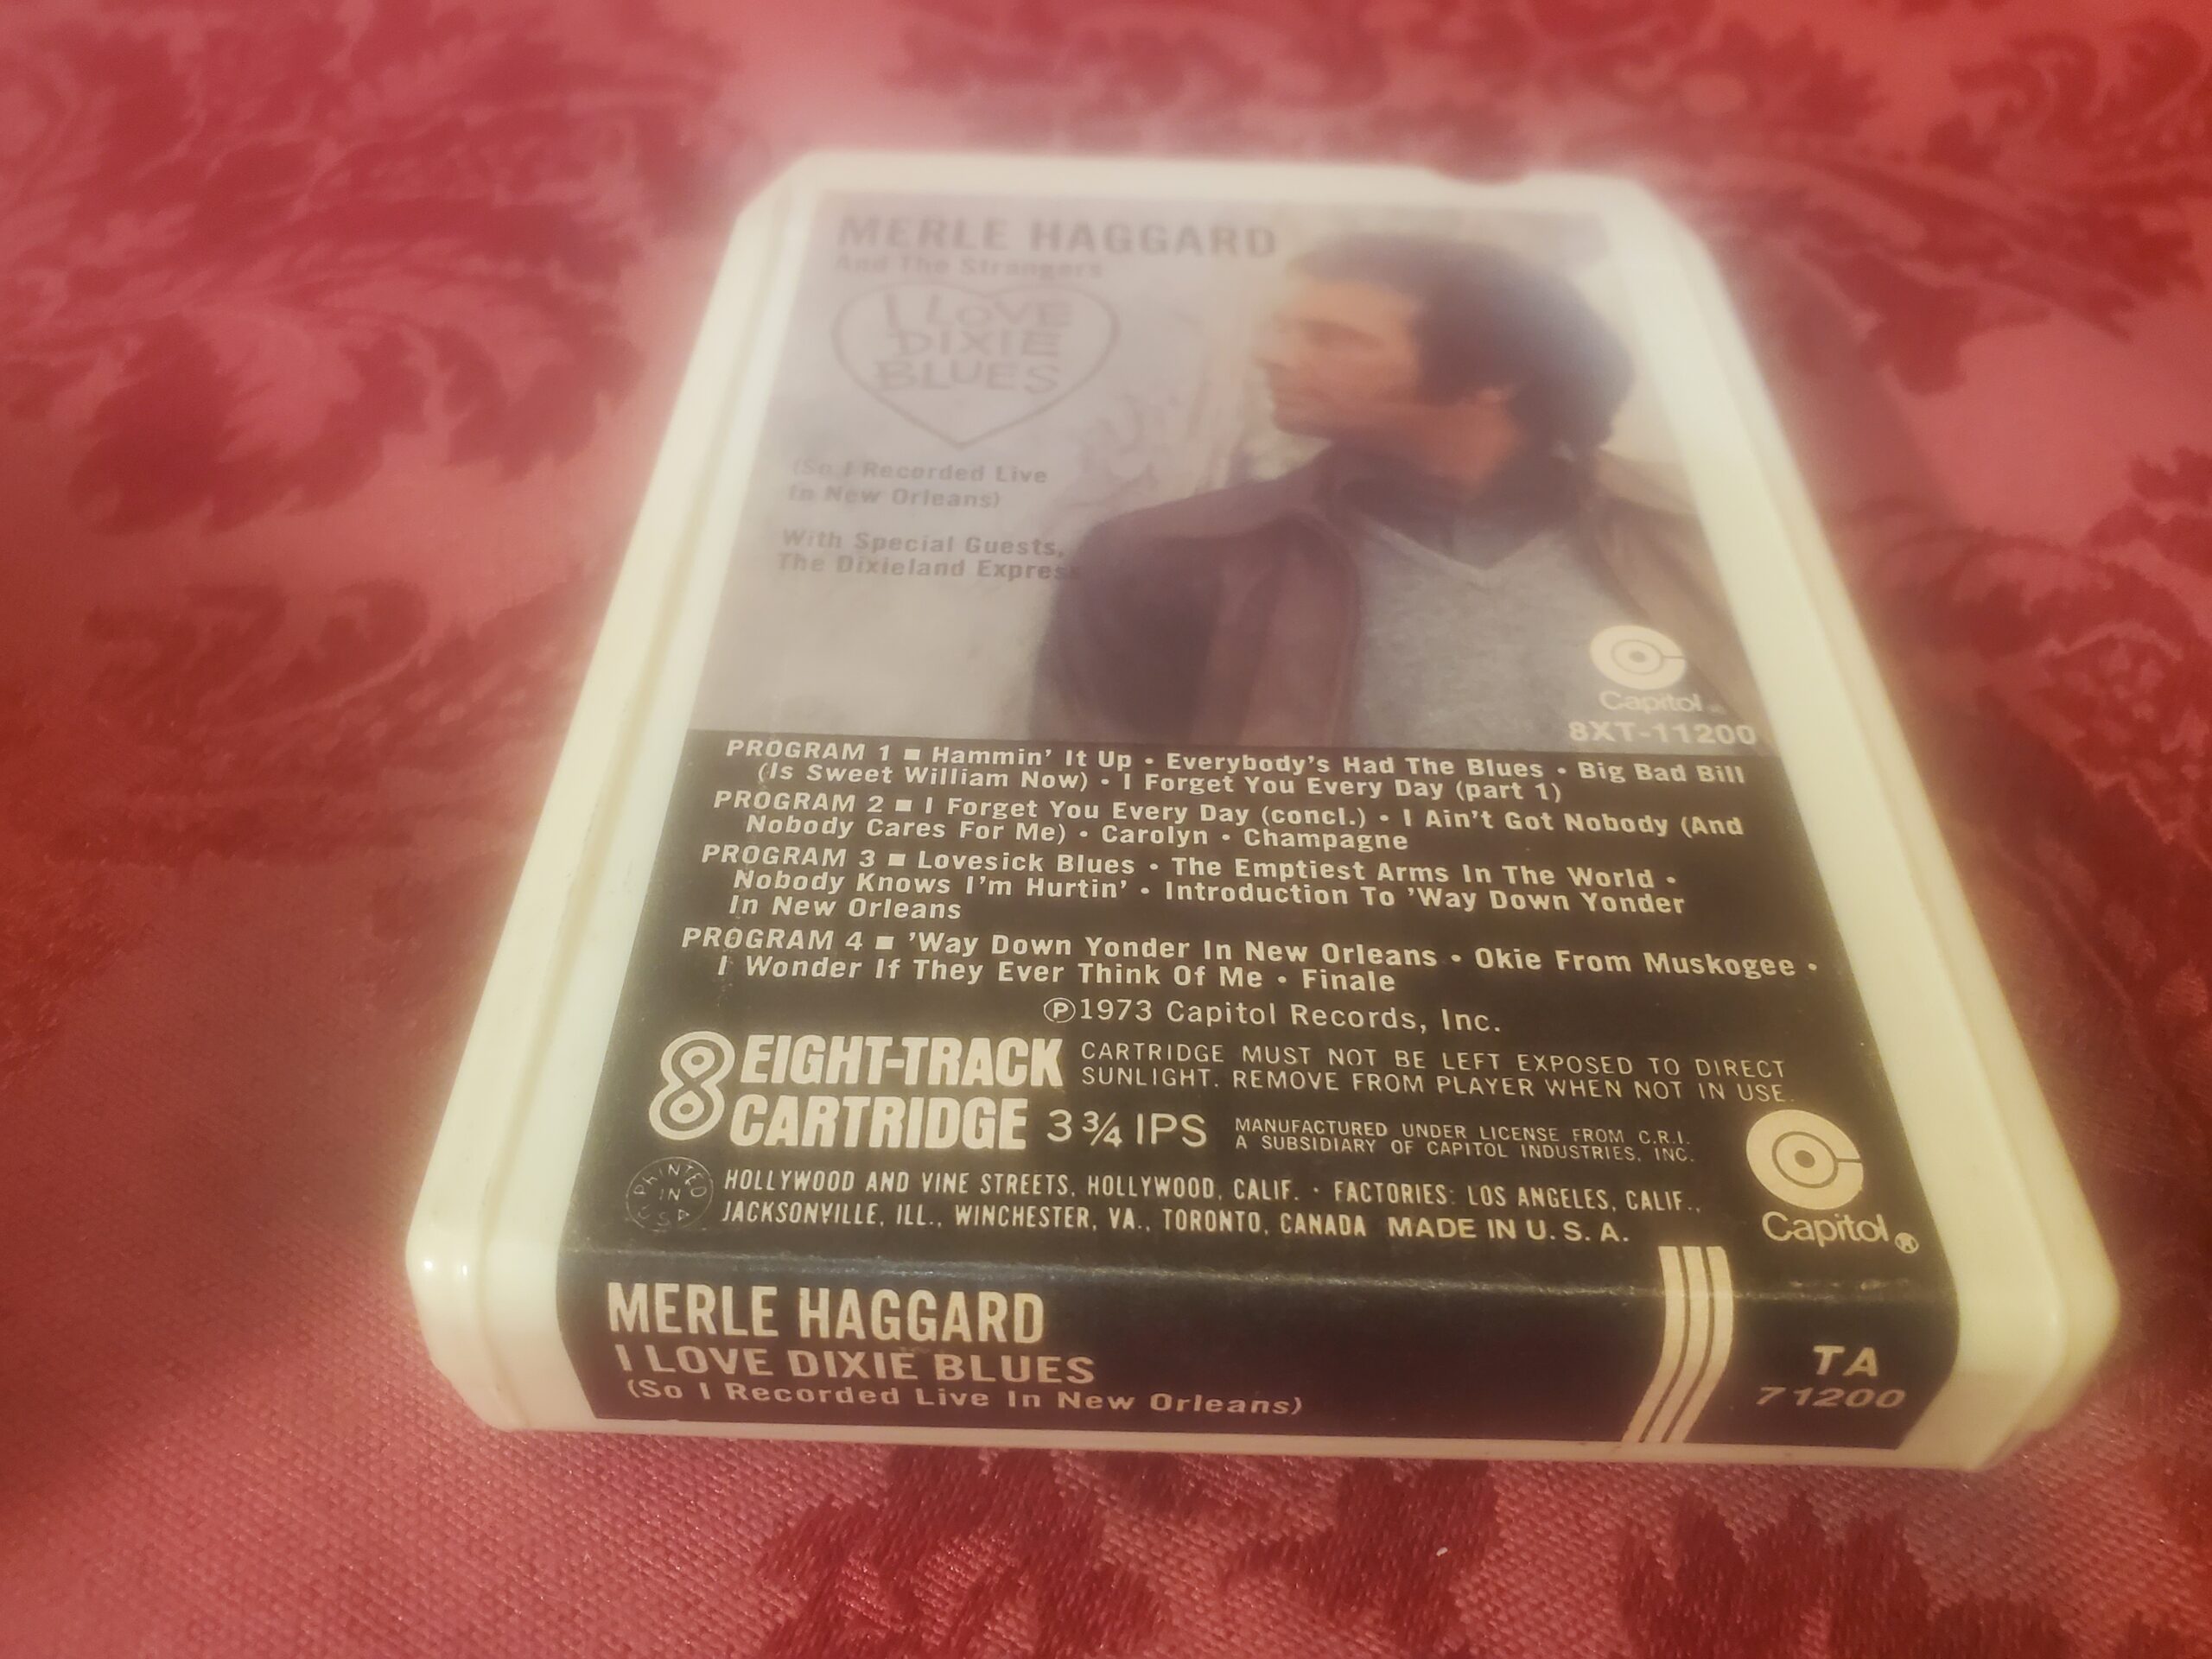 MERLE HAGGARD
And The Strangers
I LOVE
DIXIE
BLUES
(So I Recorded Live
In New Orleans)
With Special Guests,
The Dixieland Express
Capitol
8XT-11200
PROGRAM 1 ■ Hammin' It Up • Everybody's Had The Blues • Big Bad Bill
(Is Sweet William Now) • I Forget You Every Day (part 1)
PROGRAM 2 ■ I Forget You Every Day (concl.) • I Ain't Got Nobody (And
Nobody Cares For Me) • Carolyn • Champagne
PROGRAM 3 ■ Lovesick Blues • The Emptiest Arms In The World •
Nobody Knows I'm Hurtin' • Introduction To 'Way Down Yonder
In New Orleans
PROGRAM 4 ■ 'Way Down Yonder In New Orleans • Okie From Muskogee •
I Wonder If They Ever Think Of Me • Finale
Ⓟ1973 Capitol Records, Inc.
8 EIGHT-TRACK
CARTRIDGE 3 3/4 IPS
CARTRIDGE MUST NOT BE LEFT EXPOSED TO DIRECT
SUNLIGHT. REMOVE FROM PLAYER WHEN NOT IN USE.
MANUFACTURED UNDER LICENSE FROM C.R.I.
A SUBSIDIARY OF CAPITOL INDUSTRIES, INC.
PRINTED IN USA
HOLLYWOOD AND VINE STREETS, HOLLYWOOD, CALIF. • FACTORIES: LOS ANGELES, CALIF.,
JACKSONVILLE, ILL., WINCHESTER, VA., TORONTO, CANADA MADE IN U. S. A.
Capitol®
MERLE HAGGARD
I LOVE DIXIE BLUES
(So I Recorded Live In New Orleans)
TA
71200